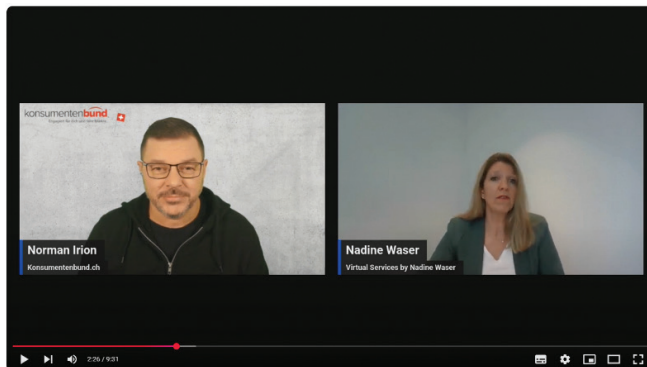 konsumentenbund.
Norman Irion
Konsumentenbund.ch
Nadine Waser
Virtual Services by Nadine Waser
2:26 / 9:31